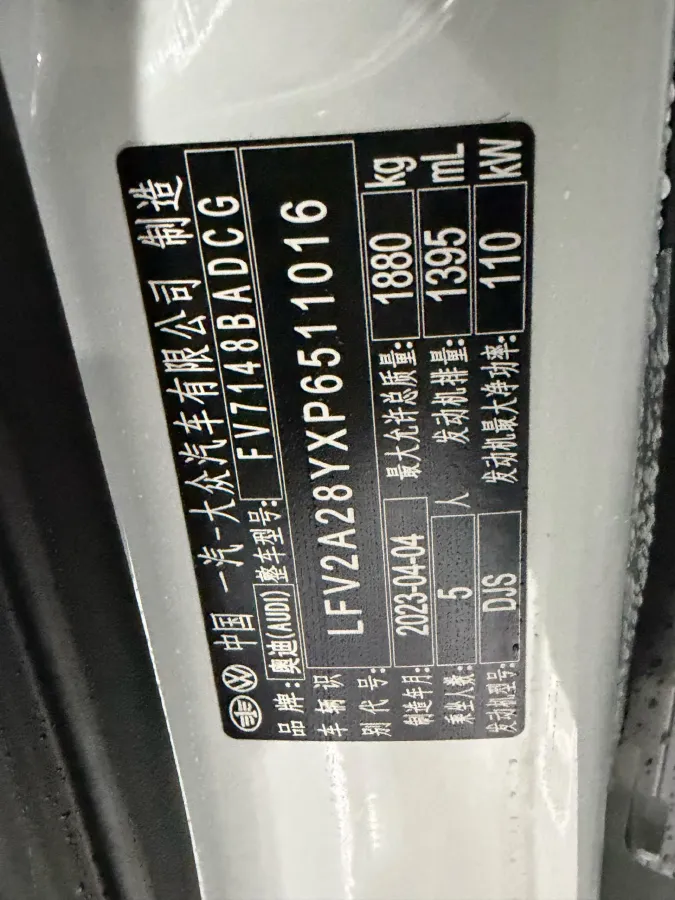 中国 一汽-大众汽车有限公司 制造
品牌: 奥迪(AUDI) 整车型号: FV7148BADCG
车辆识别代号: LFV2A28YXP6511016
制造年月: 2023-04-04 最大允许总质量: 1880 kg
乘坐人数: 5 人 发动机排量: 1395 mL
发动机型号: DJS 发动机最大净功率: 110 kW